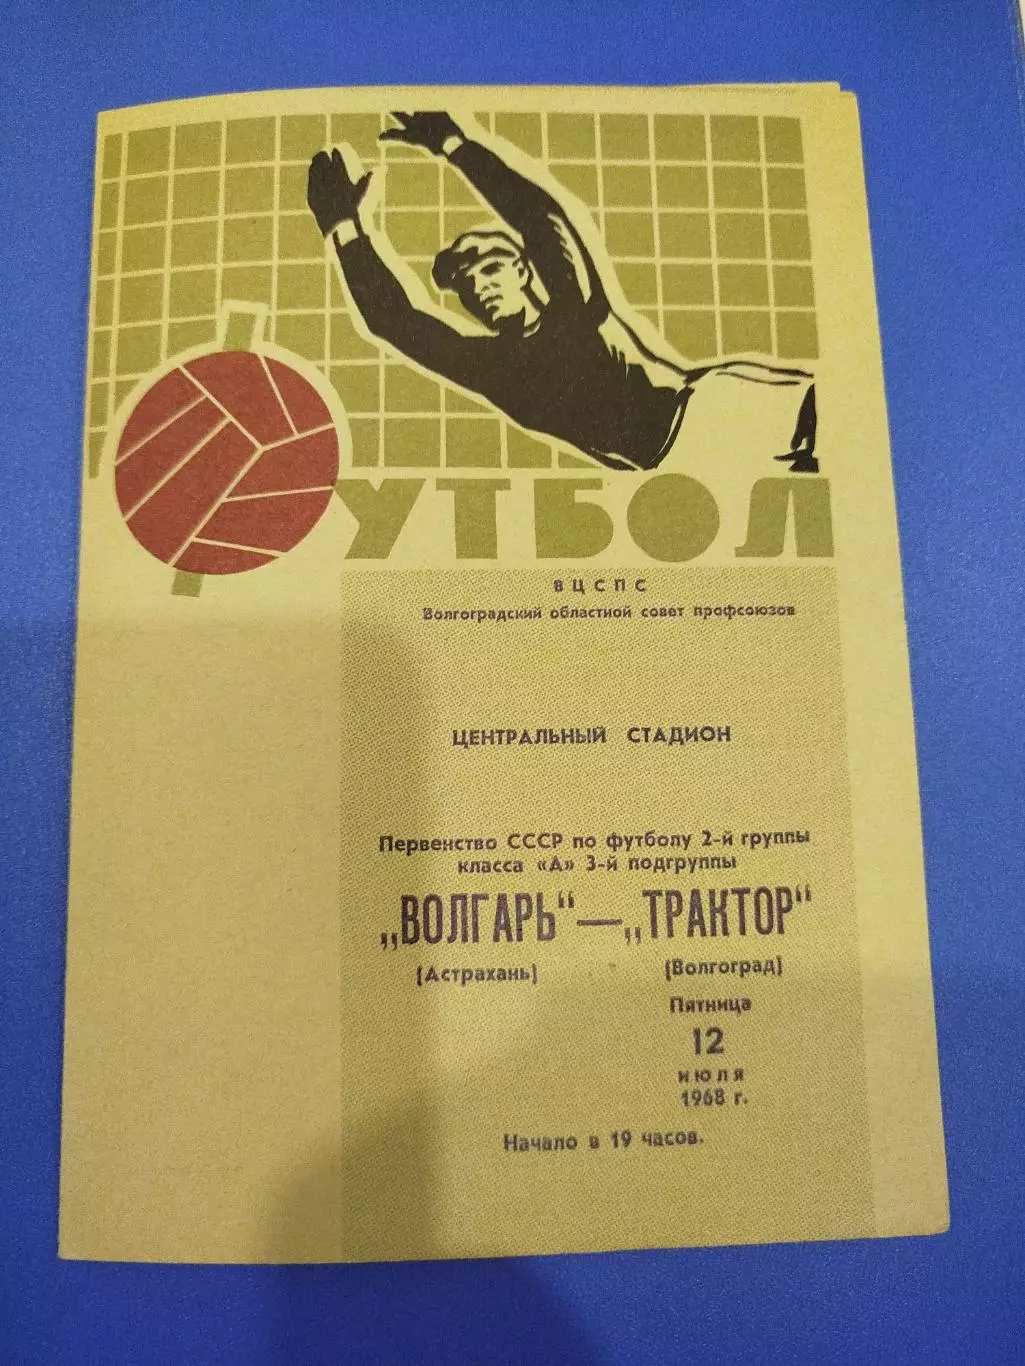 ФУТБОЛ
ВЦСПС
Волгоградский областной совет профсоюзов
ЦЕНТРАЛЬНЫЙ СТАДИОН
Первенство СССР по футболу 2-й группы
класса «А» 3-й подгруппы
„ВОЛГАРЬ“—„ТРАКТОР“
(Астрахань) (Волгоград)
Пятница
12
июля
1968 г.
Начало в 19 часов.